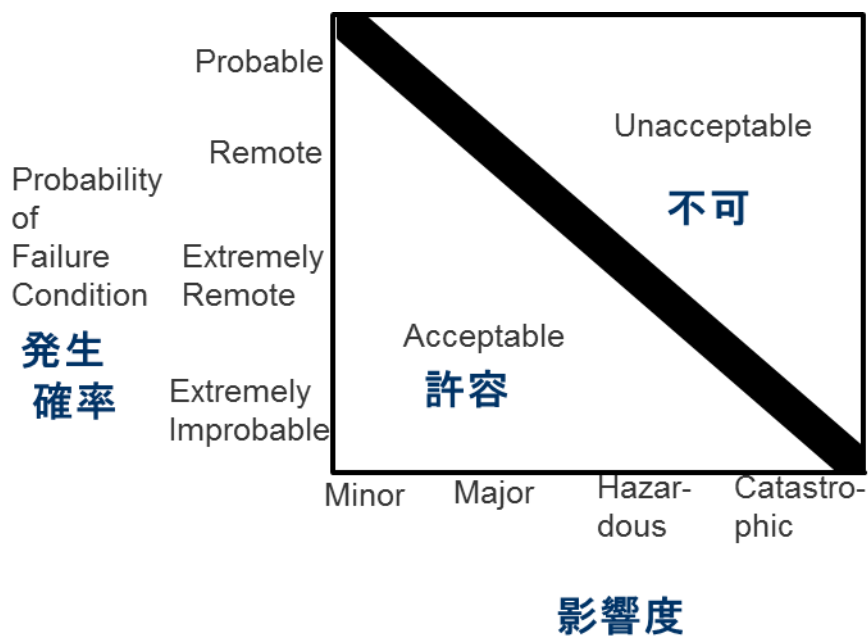 Probable
Remote
Probability
of
Failure
Condition
発生
確率
Extremely
Remote
Extremely
Improbable
Unacceptable
不可
Acceptable
許容
Minor
Major
Hazar-
dous
Catastro-
phic
影響度